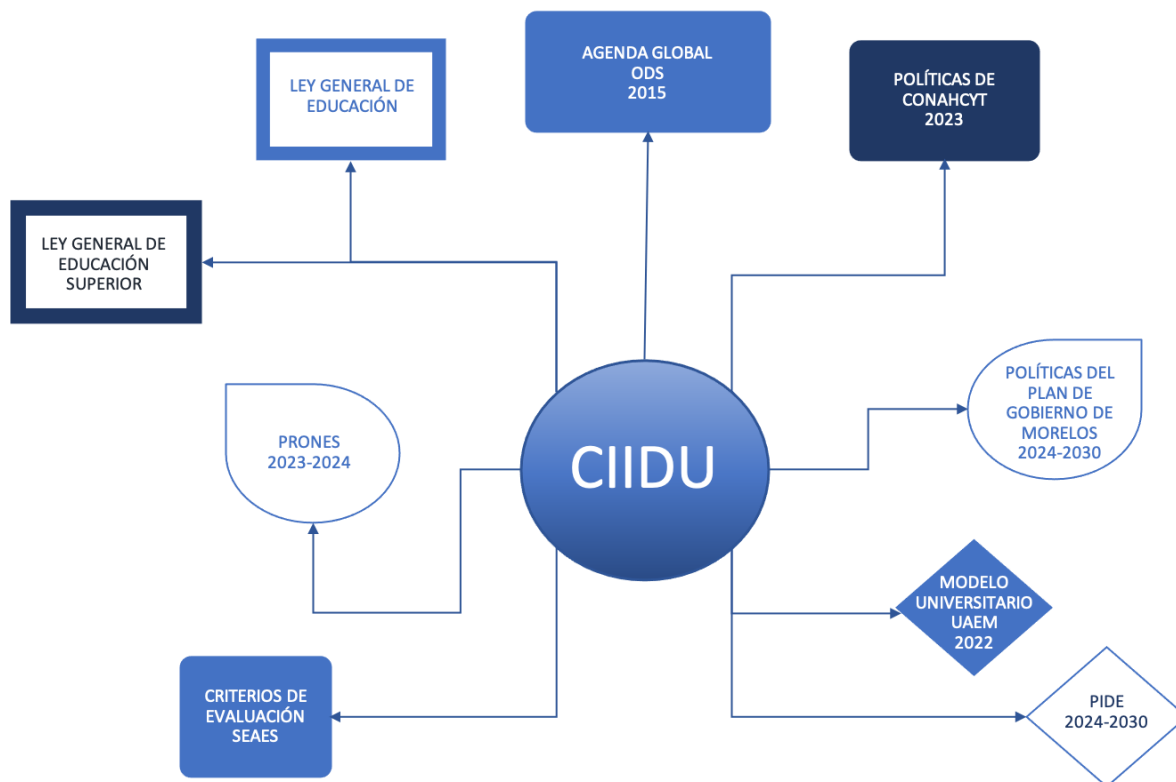 AGENDA GLOBAL
ODS
2015
LEY GENERAL DE
EDUCACIÓN
POLÍTICAS DE
CONAHCYT
2023
LEY GENERAL DE
EDUCACIÓN
SUPERIOR
POLÍTICAS DEL
PLAN DE
GOBIERNO DE
MORELOS
2024-2030
PRONES
2023-2024
CIIDU
MODELO
UNIVERSITARIO
UAEM
2022
CRITERIOS DE
EVALUACIÓN
SEAES
PIDE
2024-2030